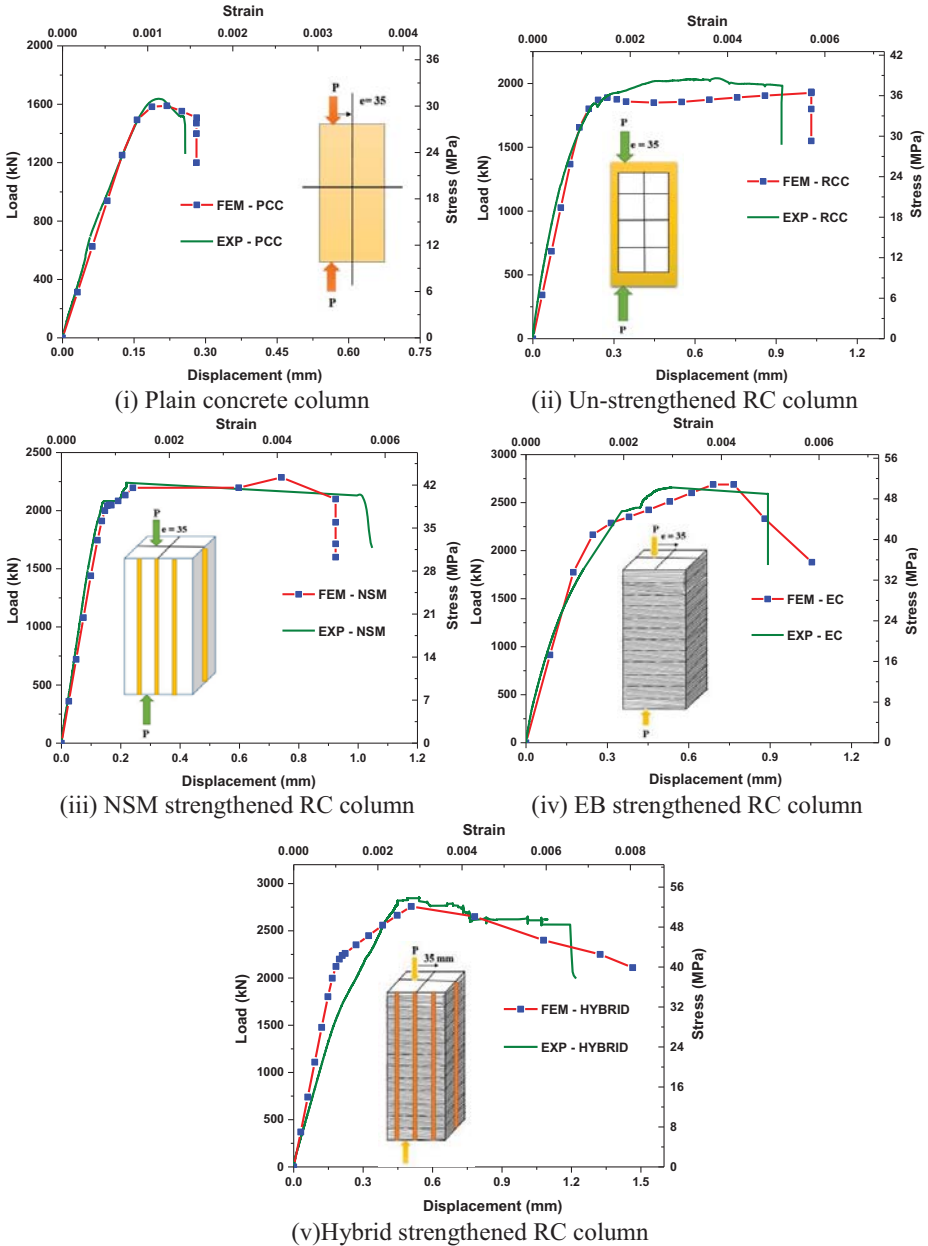 Strain
0.000 0.001 0.002 0.003 0.004
2000
1600
1200
800
400
0
Load (kN)
36
30
24
18
12
6
0
Stress (MPa)
P
e= 35
P
FEM - PCC
EXP - PCC
0.00 0.15 0.30 0.45 0.60 0.75
Displacement (mm)
(i) Plain concrete column
Strain
0.000 0.002 0.003 0.005 0.007
2000
1500
1000
500
0
Load (kN)
42
36
30
24
18
12
6
0
Stress (MPa)
P
e = 35
P
FEM - RCC
EXP - RCC
0.0 0.3 0.6 0.9 1.2
Displacement (mm)
(ii) Un-strengthened RC column
Strain
0.000 0.002 0.004 0.006
2500
2000
1500
1000
500
0
Load (kN)
42
35
28
21
14
7
0
Stress (MPa)
P
e = 35
P
FEM - NSM
EXP - NSM
0.0 0.2 0.4 0.6 0.8 1.0 1.2
Displacement (mm)
(iii) NSM strengthened RC column
Strain
0.000 0.002 0.003 0.005 0.006
3000
2500
2000
1500
1000
500
0
Load (kN)
56
48
40
32
24
16
8
0
Stress (MPa)
P
e = 35
P
FEM - EC
EXP - EC
0.0 0.3 0.6 0.9 1.2
Displacement (mm)
(iv) EB strengthened RC column
Strain
0.000 0.002 0.004 0.006 0.008
3000
2500
2000
1500
1000
500
0
Load (kN)
56
48
40
32
24
16
8
0
Stress (MPa)
P
35 mm
FEM - HYBRID
EXP - HYBRID
0.0 0.3 0.6 0.9 1.2 1.5
Displacement (mm)
(v)Hybrid strengthened RC column